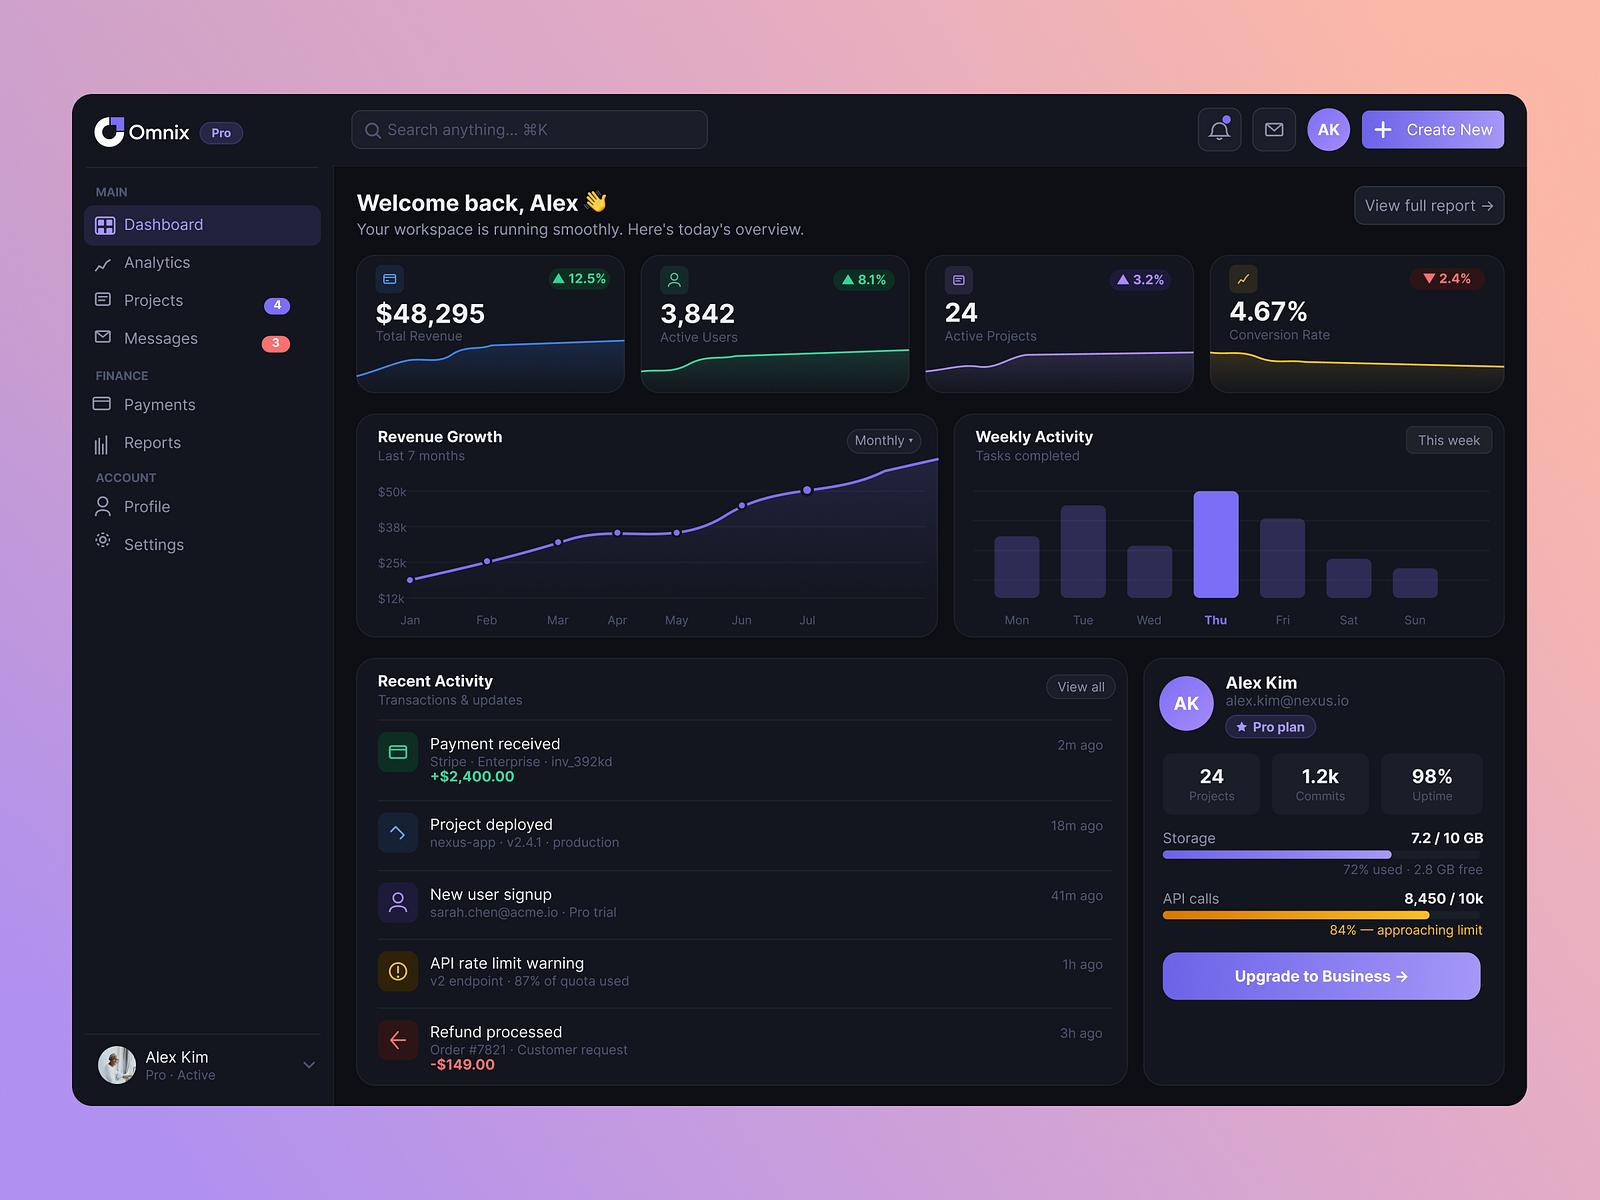 Omnix Pro
Search anything... ⌘K
AK
Create New
MAIN
Dashboard
Analytics
Projects 4
Messages 3
FINANCE
Payments
Reports
ACCOUNT
Profile
Settings
Alex Kim
Pro · Active
Welcome back, Alex 👋
Your workspace is running smoothly. Here's today's overview.
View full report →
▲ 12.5%
$48,295
Total Revenue
▲ 8.1%
3,842
Active Users
▲ 3.2%
24
Active Projects
▼ 2.4%
4.67%
Conversion Rate
Revenue Growth
Last 7 months
Monthly ▾
$50k
$38k
$25k
$12k
Jan Feb Mar Apr May Jun Jul
Weekly Activity
Tasks completed
This week
Mon Tue Wed Thu Fri Sat Sun
Recent Activity
Transactions & updates
View all
Payment received
Stripe · Enterprise · inv_392kd
+$2,400.00
2m ago
Project deployed
nexus-app · v2.4.1 · production
18m ago
New user signup
sarah.chen@acme.io · Pro trial
41m ago
API rate limit warning
v2 endpoint · 87% of quota used
1h ago
Refund processed
Order #7821 · Customer request
-$149.00
3h ago
AK
Alex Kim
alex.kim@nexus.io
★ Pro plan
24
Projects
1.2k
Commits
98%
Uptime
Storage 7.2 / 10 GB
72% used · 2.8 GB free
API calls 8,450 / 10k
84% — approaching limit
Upgrade to Business →